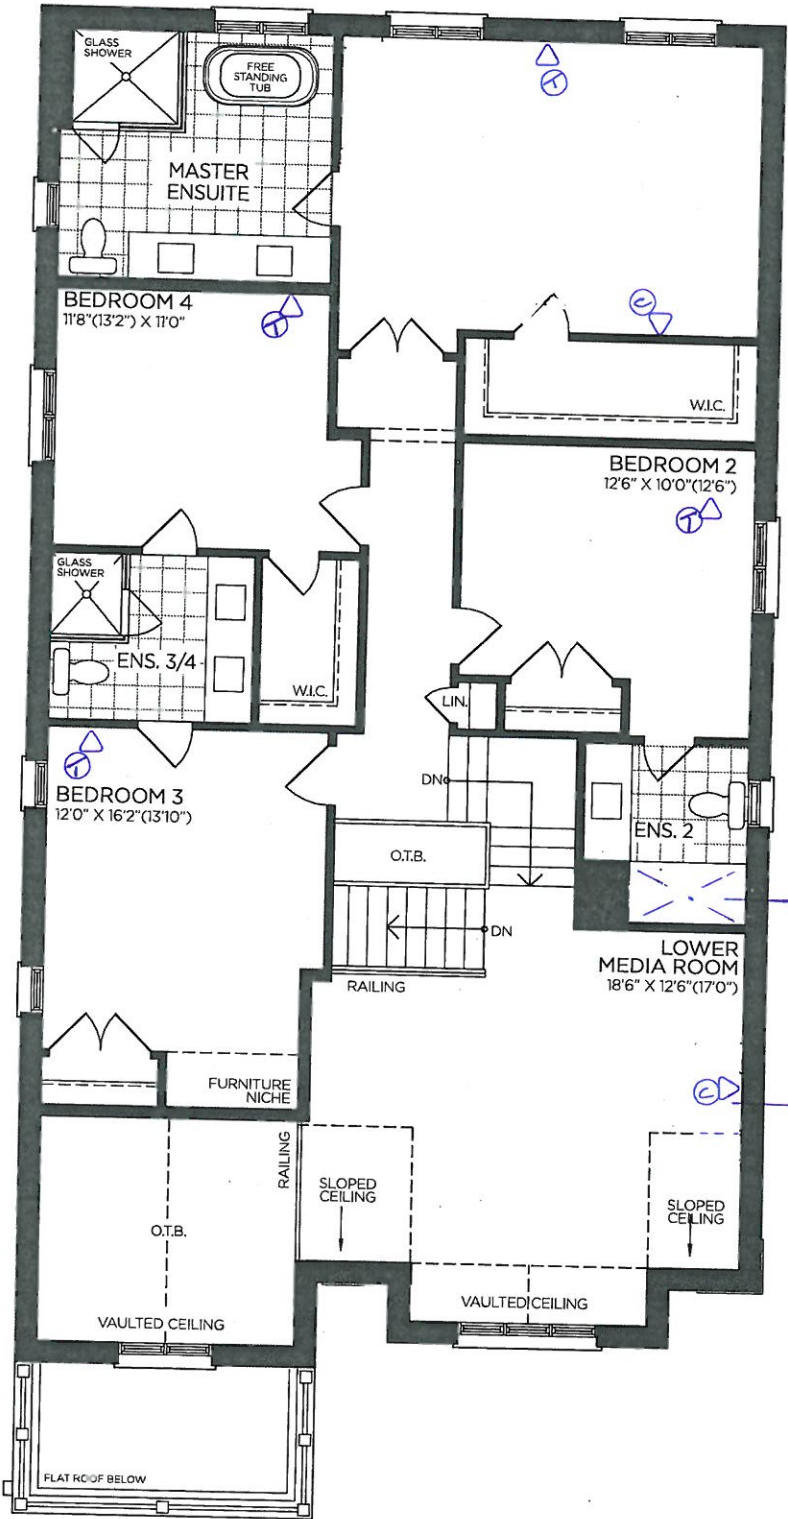 GLASS
SHOWER
FREE
STANDING
TUB
MASTER
ENSUITE
T
BEDROOM 4
11'8"(13'2") X 11'0"
T
C
W.I.C.
BEDROOM 2
12'6" X 10'0"(12'6")
T
GLASS
SHOWER
ENS. 3/4
W.I.C.
LIN.
T
BEDROOM 3
12'0" X 16'2"(13'10")
DN
O.T.B.
ENS. 2
DN
RAILING
LOWER
MEDIA ROOM
18'6" X 12'6"(17'0")
FURNITURE
NICHE
C
RAILING
SLOPED
CEILING
SLOPED
CEILING
O.T.B.
VAULTED CEILING
VAULTED CEILING
FLAT ROOF BELOW